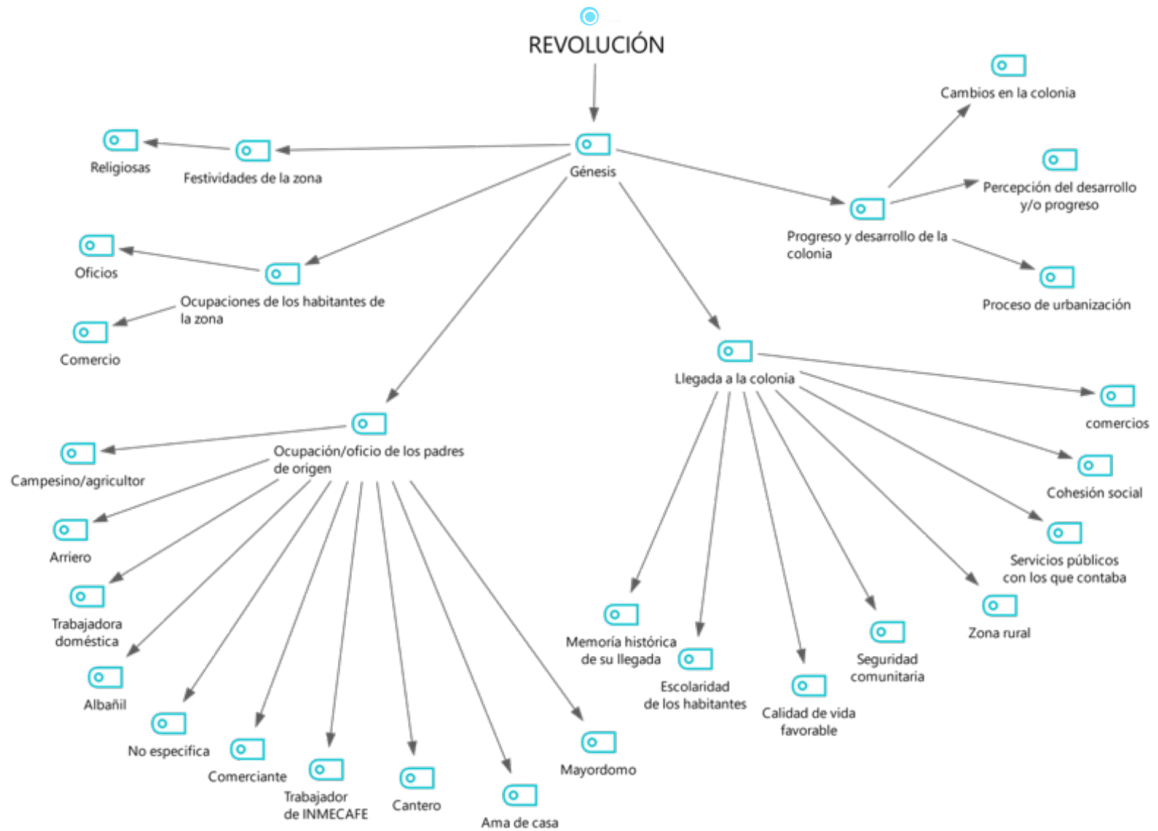 REVOLUCIÓN
Génesis
Festividades de la zona
Religiosas
Ocupaciones de los habitantes de
la zona
Oficios
Comercio
Ocupación/oficio de los padres
de origen
Campesino/agricultor
Arriero
Trabajadora
doméstica
Albañil
No especifica
Comerciante
Trabajador
de INMECAFE
Cantero
Ama de casa
Mayordomo
Llegada a la colonia
Memoría histórica
de su llegada
Escolaridad
de los habitantes
Calidad de vida
favorable
Seguridad
comunitaria
Zona rural
Servicios públicos
con los que contaba
Cohesión social
comercios
Progreso y desarrollo de la
colonia
Cambios en la colonia
Percepción del desarrollo
y/o progreso
Proceso de urbanización